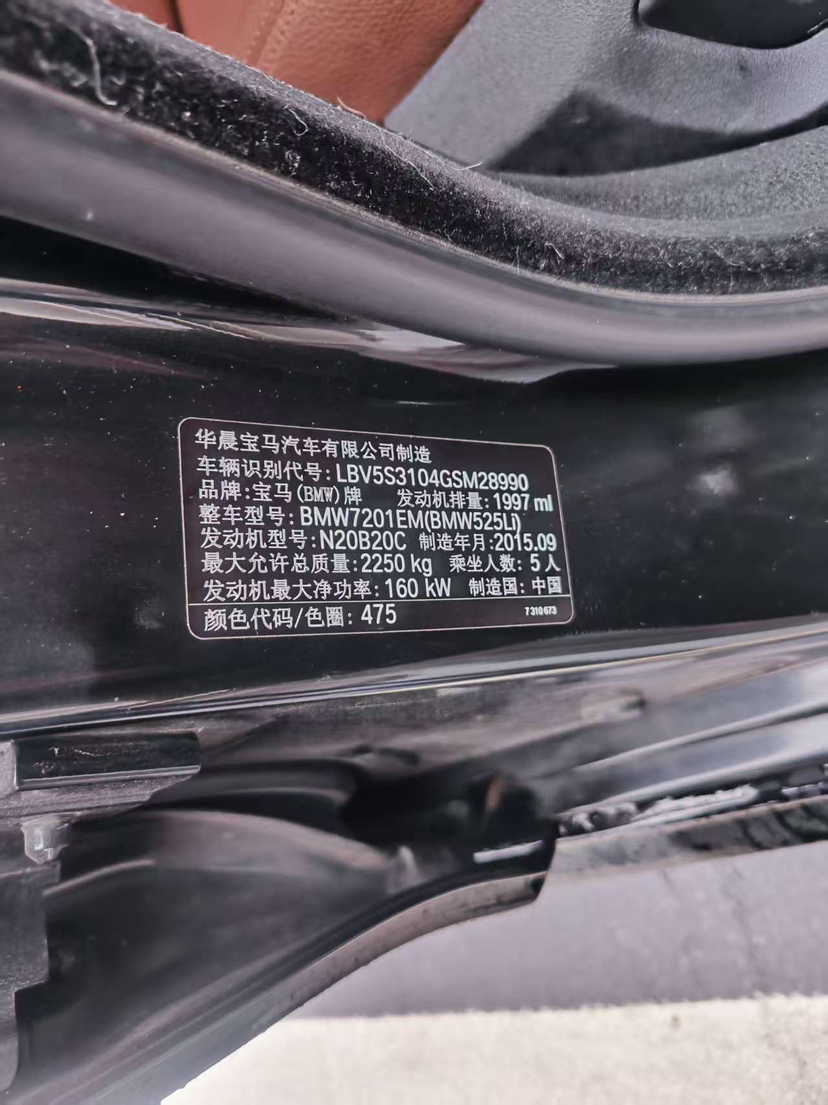 华晨宝马汽车有限公司制造
车辆识别代号: LBV5S3104GSM28990
品牌: 宝马(BMW)牌 发动机排量: 1997 ml
整车型号: BMW7201EM(BMW525Li)
发动机型号: N20B20C 制造年月: 2015.09
最大允许总质量: 2250 kg 乘坐人数: 5 人
发动机最大净功率: 160 kW 制造国: 中国
颜色代码/色圈: 475 7 310 673